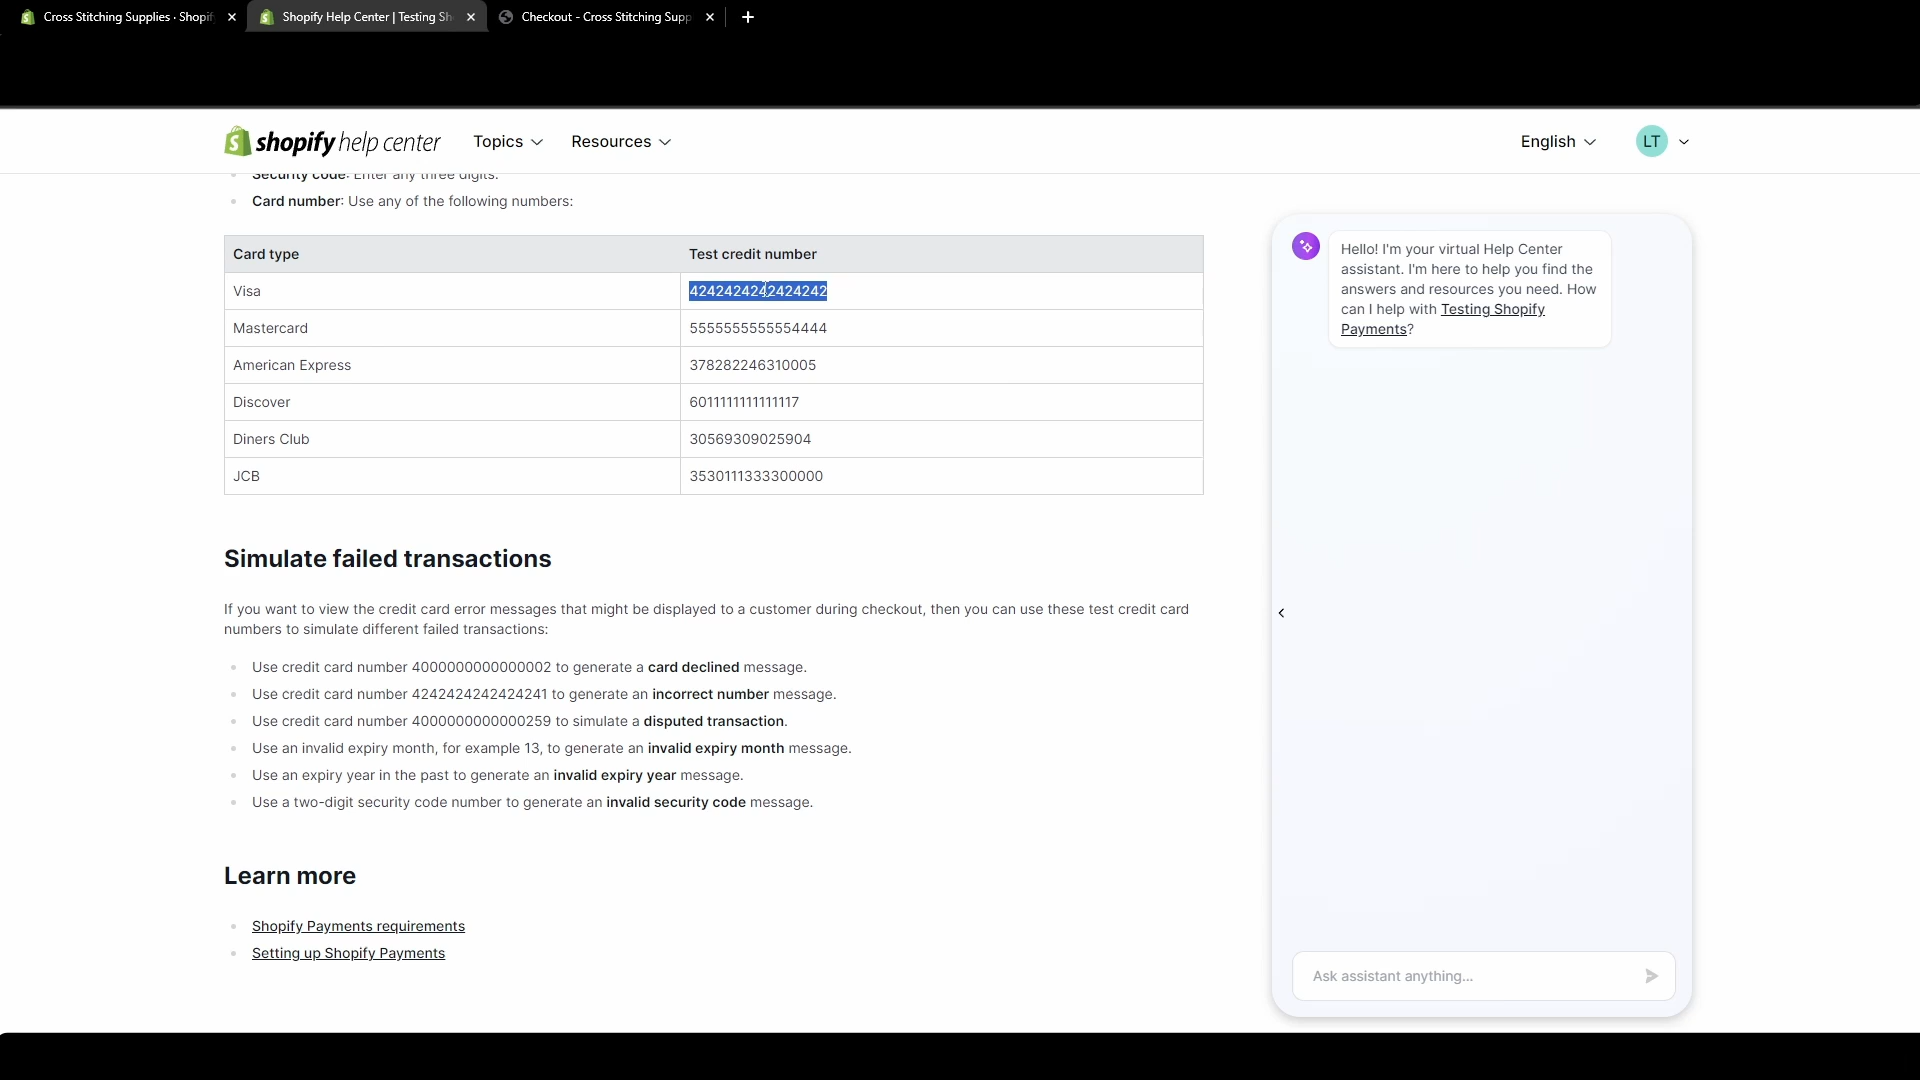 Cross Stitching Supplies · Shopif
Shopify Help Center | Testing Sh
Checkout - Cross Stitching Supp
shopify help center
Topics
Resources
English
LT
Security code: Enter any three digits.
Card number: Use any of the following numbers:
Card type Test credit number
Visa 4242424242424242
Mastercard 5555555555554444
American Express 378282246310005
Discover 6011111111111117
Diners Club 30569309025904
JCB 3530111333300000
Simulate failed transactions
If you want to view the credit card error messages that might be displayed to a customer during checkout, then you can use these test credit card
numbers to simulate different failed transactions:
Use credit card number 4000000000000002 to generate a card declined message.
Use credit card number 4242424242424241 to generate an incorrect number message.
Use credit card number 4000000000000259 to simulate a disputed transaction.
Use an invalid expiry month, for example 13, to generate an invalid expiry month message.
Use an expiry year in the past to generate an invalid expiry year message.
Use a two-digit security code number to generate an invalid security code message.
Learn more
Shopify Payments requirements
Setting up Shopify Payments
Hello! I'm your virtual Help Center
assistant. I'm here to help you find the
answers and resources you need. How
can I help with Testing Shopify
Payments?
Ask assistant anything...